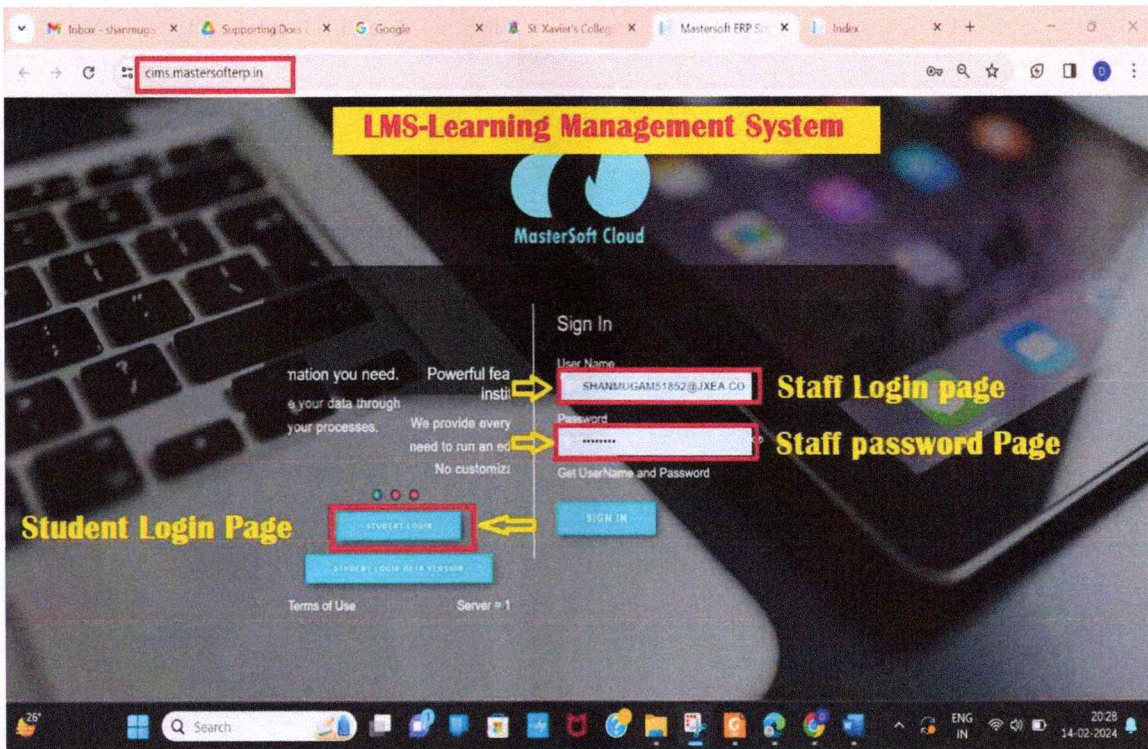 Inbox - shanmuga
Supporting Docs
Google
St. Xavier's Colleg
Mastersoft ERP S
Index
cims.mastersofterp.in
LMS-Learning Management System
MasterSoft Cloud
Sign In
User Name
mation you need. Powerful fea
insti
SHANMUGAM51852@JXEA.CO
Staff Login page
e your data through
your processes. We provide every
Password
need to run an ed
........
Staff password Page
No customiz
Get UserName and Password
STUDENT LOGIN
SIGN IN
Student Login Page
STUDENT LOGIN BETA VERSION
Terms of Use Server = 1
26°
Search
ENG
IN
20:28
14-02-2024